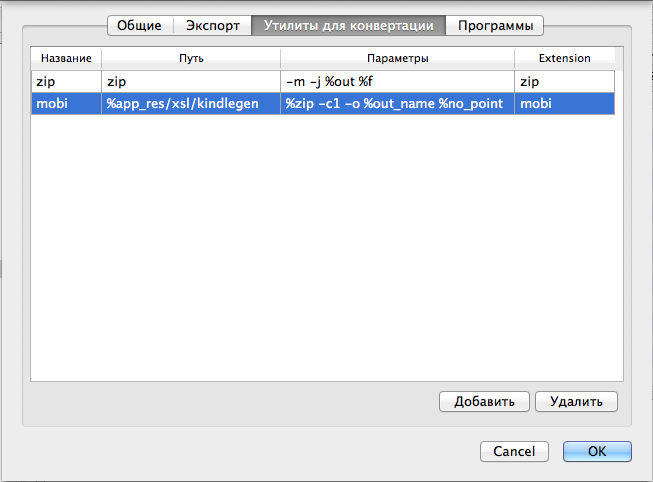 Общие Экспорт Утилиты для конвертации Программы
Название Путь Параметры Extension
zip zip -m -j %out %f zip
mobi %app_res/xsl/kindlegen %zip -c1 -o %out_name %no_point mobi
Добавить Удалить
Cancel OK